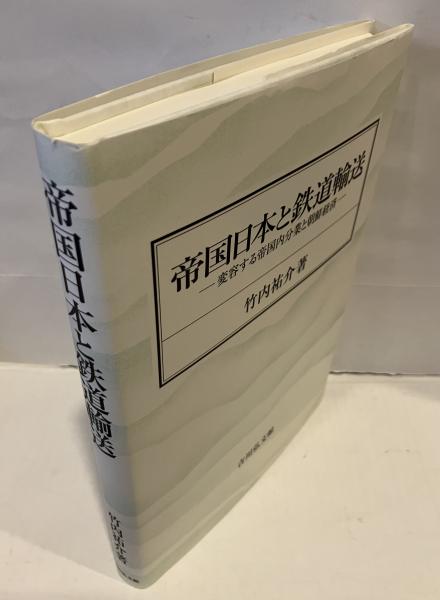 帝国日本と鉄道輸送
―変容する帝国内分業と朝鮮経済―
竹内祐介著
吉川弘文館
帝国日本と鉄道輸送
竹内祐介著